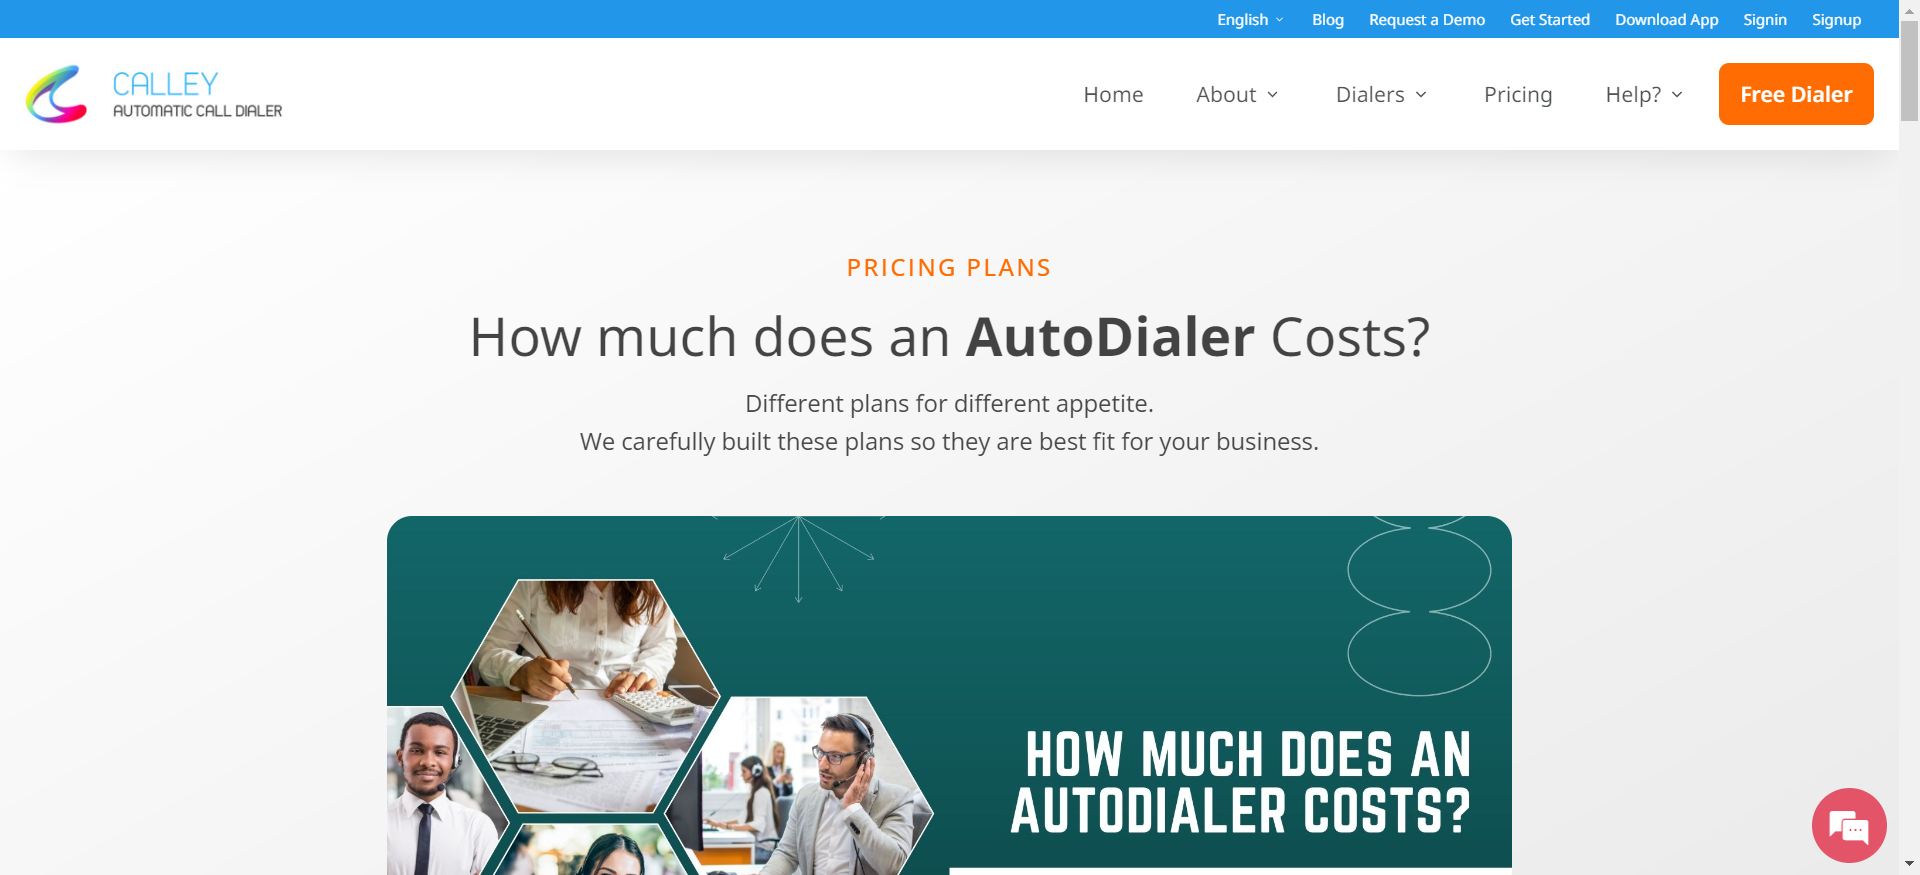 English Blog Request a Demo Get Started Download App Signin Signup
CALLEY
AUTOMATIC CALL DIALER
Home About Dialers Pricing Help? Free Dialer
PRICING PLANS
How much does an AutoDialer Costs?
Different plans for different appetite.
We carefully built these plans so they are best fit for your business.
HOW MUCH DOES AN
AUTODIALER COSTS?